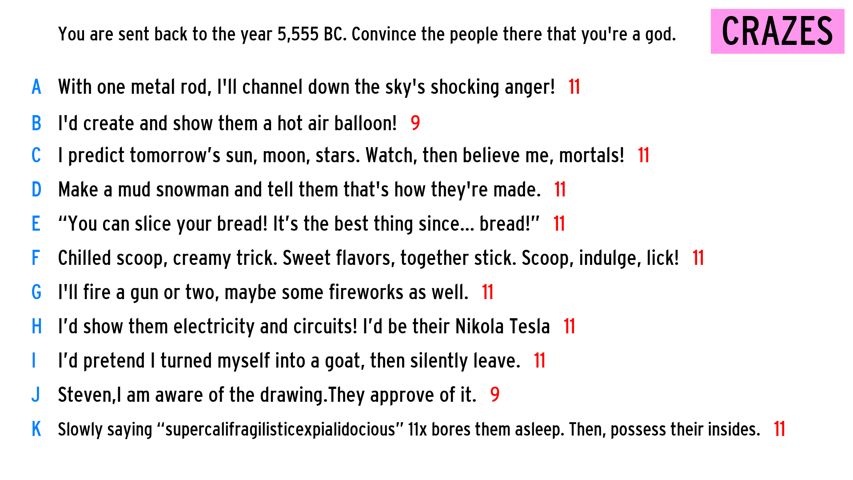 You are sent back to the year 5,555 BC. Convince the people there that you're a god.
CRAZES
A With one metal rod, I'll channel down the sky's shocking anger! 11
B I'd create and show them a hot air balloon! 9
C I predict tomorrow’s sun, moon, stars. Watch, then believe me, mortals! 11
D Make a mud snowman and tell them that's how they're made. 11
E “You can slice your bread! It’s the best thing since... bread!” 11
F Chilled scoop, creamy trick. Sweet flavors, together stick. Scoop, indulge, lick! 11
G I'll fire a gun or two, maybe some fireworks as well. 11
H I’d show them electricity and circuits! I’d be their Nikola Tesla 11
I I’d pretend I turned myself into a goat, then silently leave. 11
J Steven,I am aware of the drawing.They approve of it. 9
K Slowly saying “supercalifragilisticexpialidocious” 11x bores them asleep. Then, possess their insides. 11